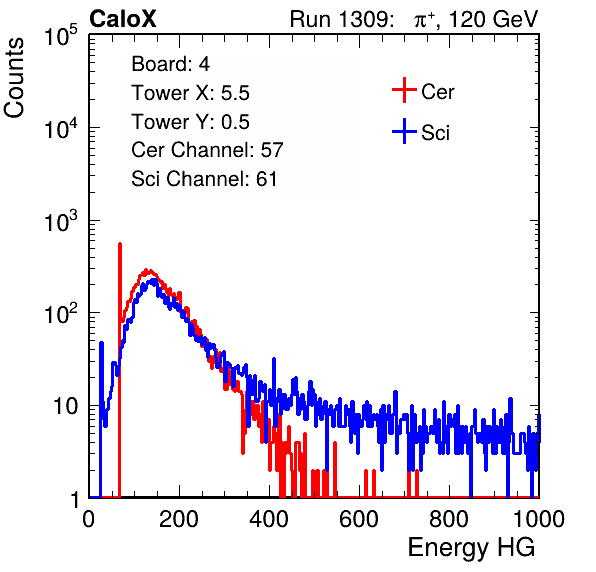 CaloX Run 1309: π⁺, 120 GeV
Counts
10⁵
10⁴
10³
10²
10
1
Board: 4
Tower X: 5.5
Tower Y: 0.5
Cer Channel: 57
Sci Channel: 61
Cer
Sci
0 200 400 600 800 1000
Energy HG